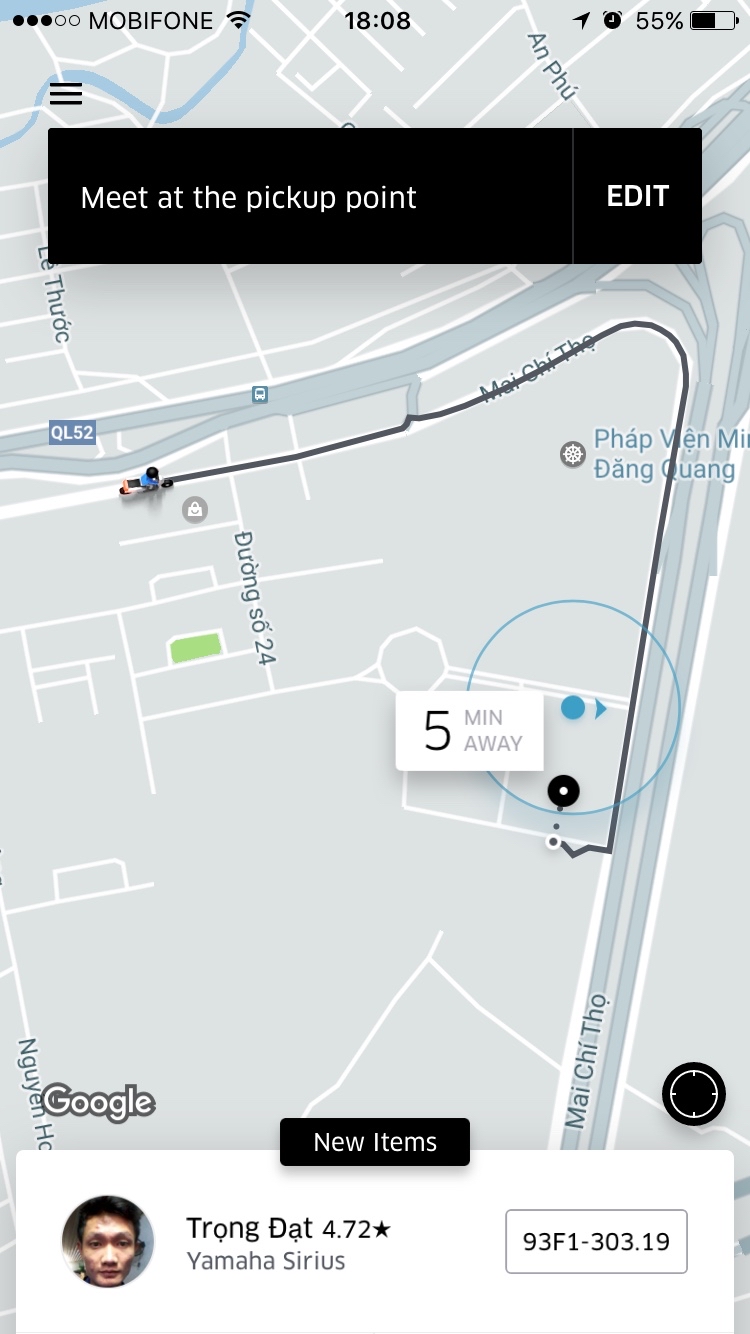 MOBIFONE
18:08
55%
An Phú
Meet at the pickup point
EDIT
Lê Thước
Mai Chí Thọ
QL52
Pháp Viện Min
Đăng Quang
Đường số 24
5
MIN
AWAY
Mai Chí Thọ
Google
New Items
Trọng Đạt 4.72★
Yamaha Sirius
93F1-303.19